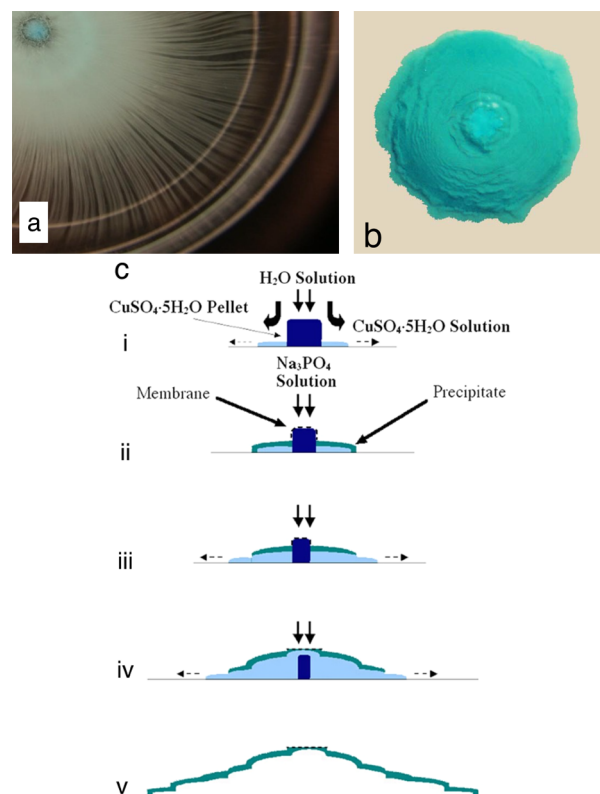 a
b
c
H₂O Solution
CuSO₄·5H₂O Pellet
CuSO₄·5H₂O Solution
i
Na₃PO₄
Solution
Membrane
Precipitate
ii
iii
iv
v